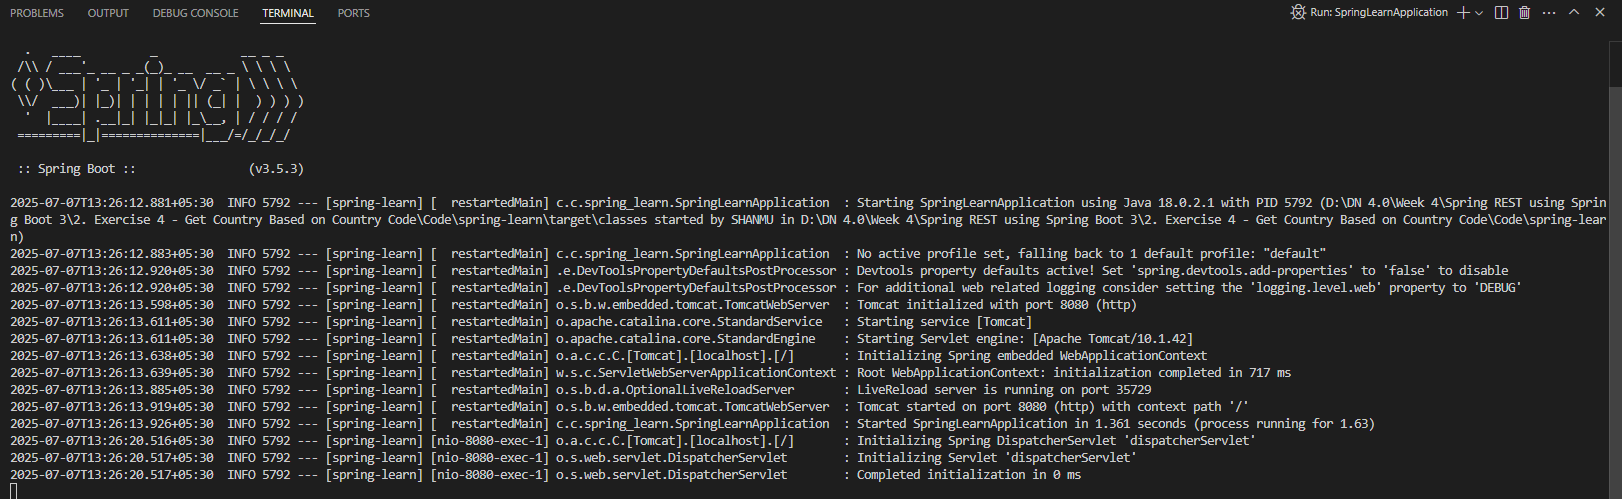 PROBLEMS OUTPUT DEBUG CONSOLE TERMINAL PORTS Run: SpringLearnApplication
  .   ____          _            __ _ _
 /\\ / ___'_ __ _ _(_)_ __  __ _ \ \ \ \
( ( )\___ | '_ | '_| | '_ \/ _` | \ \ \ \
 \\/  ___)| |_)| | | | | || (_| |  ) ) ) )
  '  |____| .__|_| |_|_| |_\__, | / / / /
 =========|_|==============|___/=/_/_/_/
 :: Spring Boot ::                (v3.5.3)
2025-07-07T13:26:12.881+05:30  INFO 5792 --- [spring-learn] [  restartedMain] c.c.spring_learn.SpringLearnApplication  : Starting SpringLearnApplication using Java 18.0.2.1 with PID 5792 (D:\DN 4.0\Week 4\Spring REST using Sprin
g Boot 3\2. Exercise 4 - Get Country Based on Country Code\Code\spring-learn\target\classes started by SHANMU in D:\DN 4.0\Week 4\Spring REST using Spring Boot 3\2. Exercise 4 - Get Country Based on Country Code\Code\spring-lear
n)
2025-07-07T13:26:12.883+05:30  INFO 5792 --- [spring-learn] [  restartedMain] c.c.spring_learn.SpringLearnApplication  : No active profile set, falling back to 1 default profile: "default"
2025-07-07T13:26:12.920+05:30  INFO 5792 --- [spring-learn] [  restartedMain] .e.DevToolsPropertyDefaultsPostProcessor : Devtools property defaults active! Set 'spring.devtools.add-properties' to 'false' to disable
2025-07-07T13:26:12.920+05:30  INFO 5792 --- [spring-learn] [  restartedMain] .e.DevToolsPropertyDefaultsPostProcessor : For additional web related logging consider setting the 'logging.level.web' property to 'DEBUG'
2025-07-07T13:26:13.598+05:30  INFO 5792 --- [spring-learn] [  restartedMain] o.s.b.w.embedded.tomcat.TomcatWebServer  : Tomcat initialized with port 8080 (http)
2025-07-07T13:26:13.611+05:30  INFO 5792 --- [spring-learn] [  restartedMain] o.apache.catalina.core.StandardService   : Starting service [Tomcat]
2025-07-07T13:26:13.611+05:30  INFO 5792 --- [spring-learn] [  restartedMain] o.apache.catalina.core.StandardEngine    : Starting Servlet engine: [Apache Tomcat/10.1.42]
2025-07-07T13:26:13.638+05:30  INFO 5792 --- [spring-learn] [  restartedMain] o.a.c.c.C.[Tomcat].[localhost].[/]       : Initializing Spring embedded WebApplicationContext
2025-07-07T13:26:13.639+05:30  INFO 5792 --- [spring-learn] [  restartedMain] w.s.c.ServletWebServerApplicationContext : Root WebApplicationContext: initialization completed in 717 ms
2025-07-07T13:26:13.885+05:30  INFO 5792 --- [spring-learn] [  restartedMain] o.s.b.d.a.OptionalLiveReloadServer       : LiveReload server is running on port 35729
2025-07-07T13:26:13.919+05:30  INFO 5792 --- [spring-learn] [  restartedMain] o.s.b.w.embedded.tomcat.TomcatWebServer  : Tomcat started on port 8080 (http) with context path '/'
2025-07-07T13:26:13.926+05:30  INFO 5792 --- [spring-learn] [  restartedMain] c.c.spring_learn.SpringLearnApplication  : Started SpringLearnApplication in 1.361 seconds (process running for 1.63)
2025-07-07T13:26:20.516+05:30  INFO 5792 --- [spring-learn] [nio-8080-exec-1] o.a.c.c.C.[Tomcat].[localhost].[/]       : Initializing Spring DispatcherServlet 'dispatcherServlet'
2025-07-07T13:26:20.517+05:30  INFO 5792 --- [spring-learn] [nio-8080-exec-1] o.s.web.servlet.DispatcherServlet        : Initializing Servlet 'dispatcherServlet'
2025-07-07T13:26:20.517+05:30  INFO 5792 --- [spring-learn] [nio-8080-exec-1] o.s.web.servlet.DispatcherServlet        : Completed initialization in 0 ms